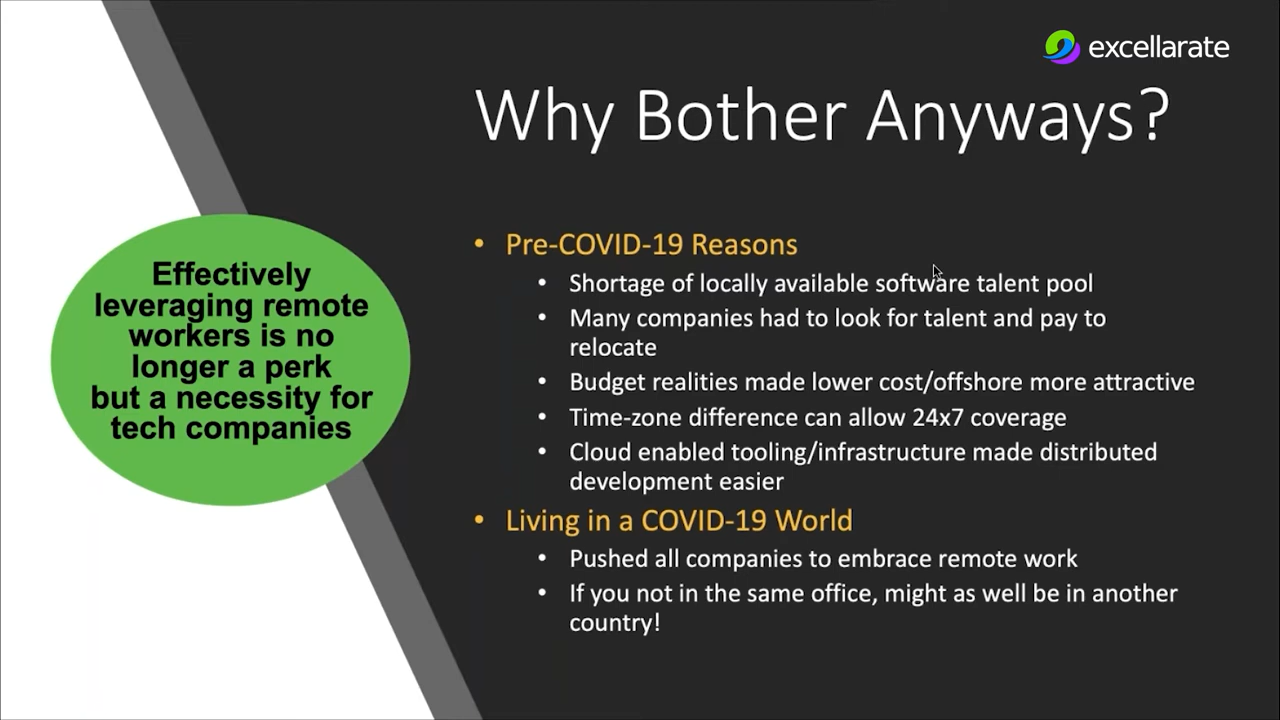 excellarate
Why Bother Anyways?
Effectively
leveraging remote
workers is no
longer a perk
but a necessity for
tech companies
• Pre-COVID-19 Reasons
• Shortage of locally available software talent pool
• Many companies had to look for talent and pay to
relocate
• Budget realities made lower cost/offshore more attractive
• Time-zone difference can allow 24x7 coverage
• Cloud enabled tooling/infrastructure made distributed
development easier
• Living in a COVID-19 World
• Pushed all companies to embrace remote work
• If you not in the same office, might as well be in another
country!